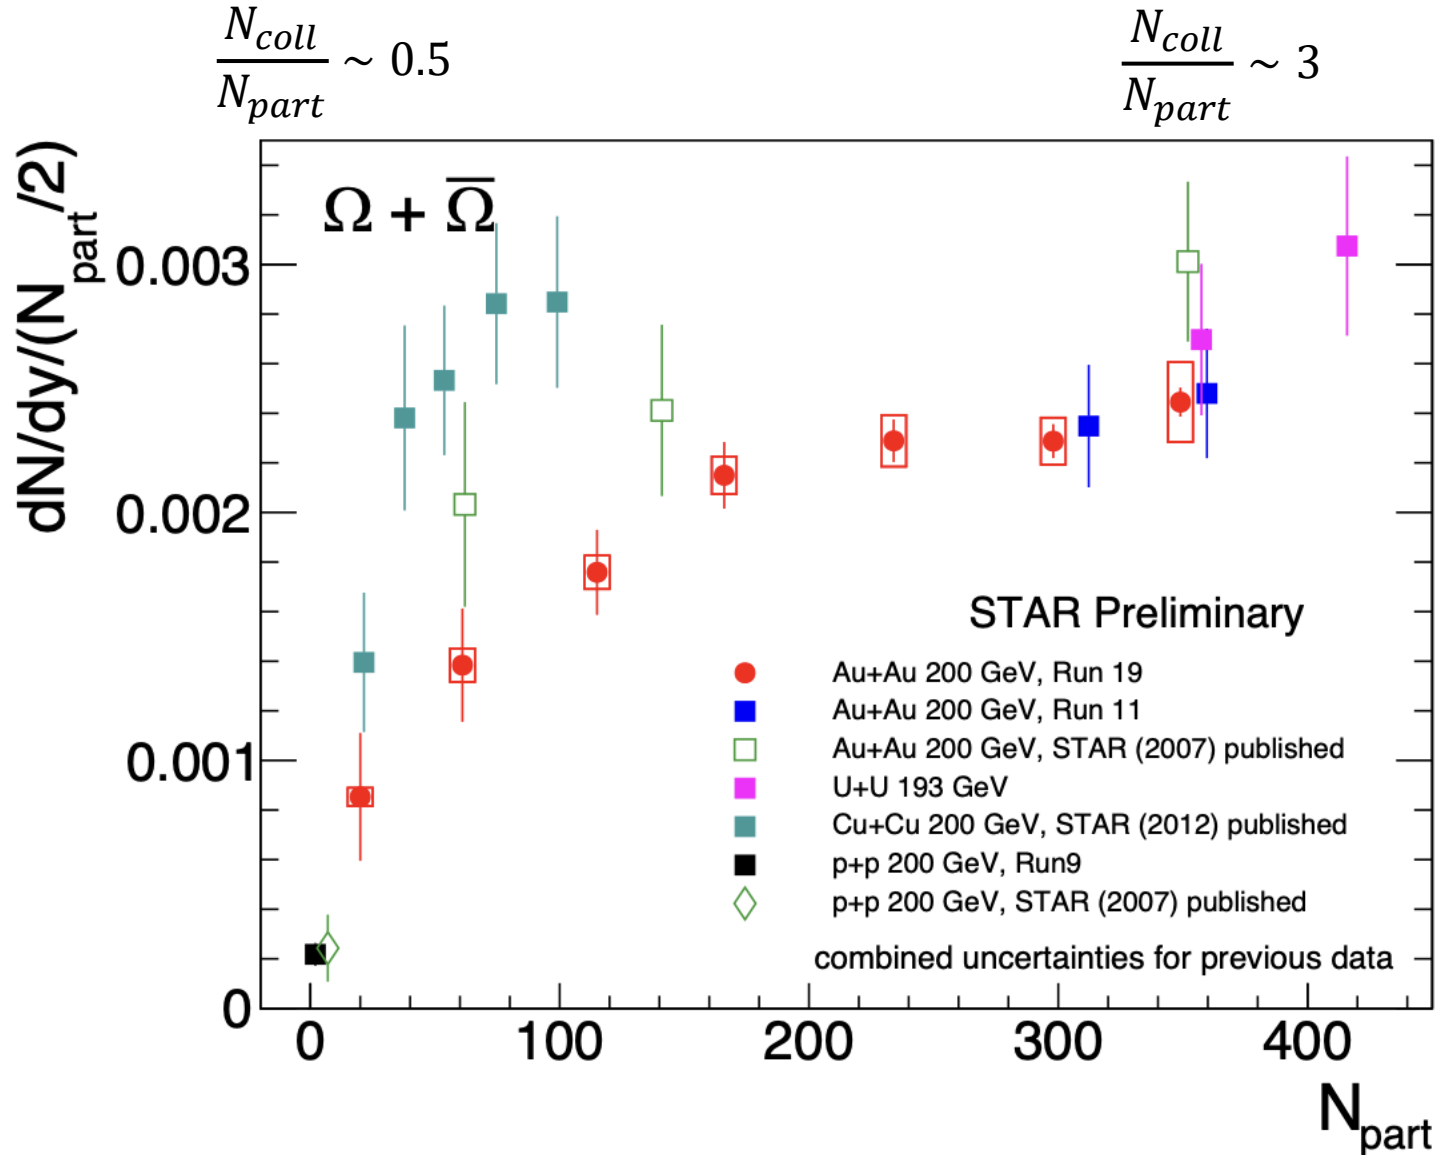 N_coll/N_part ~ 0.5
N_coll/N_part ~ 3
dN/dy/(N_part/2)
Ω + Ω̅
0.003
0.002
0.001
0
STAR Preliminary
Au+Au 200 GeV, Run 19
Au+Au 200 GeV, Run 11
Au+Au 200 GeV, STAR (2007) published
U+U 193 GeV
Cu+Cu 200 GeV, STAR (2012) published
p+p 200 GeV, Run9
p+p 200 GeV, STAR (2007) published
combined uncertainties for previous data
0 100 200 300 400
N_part